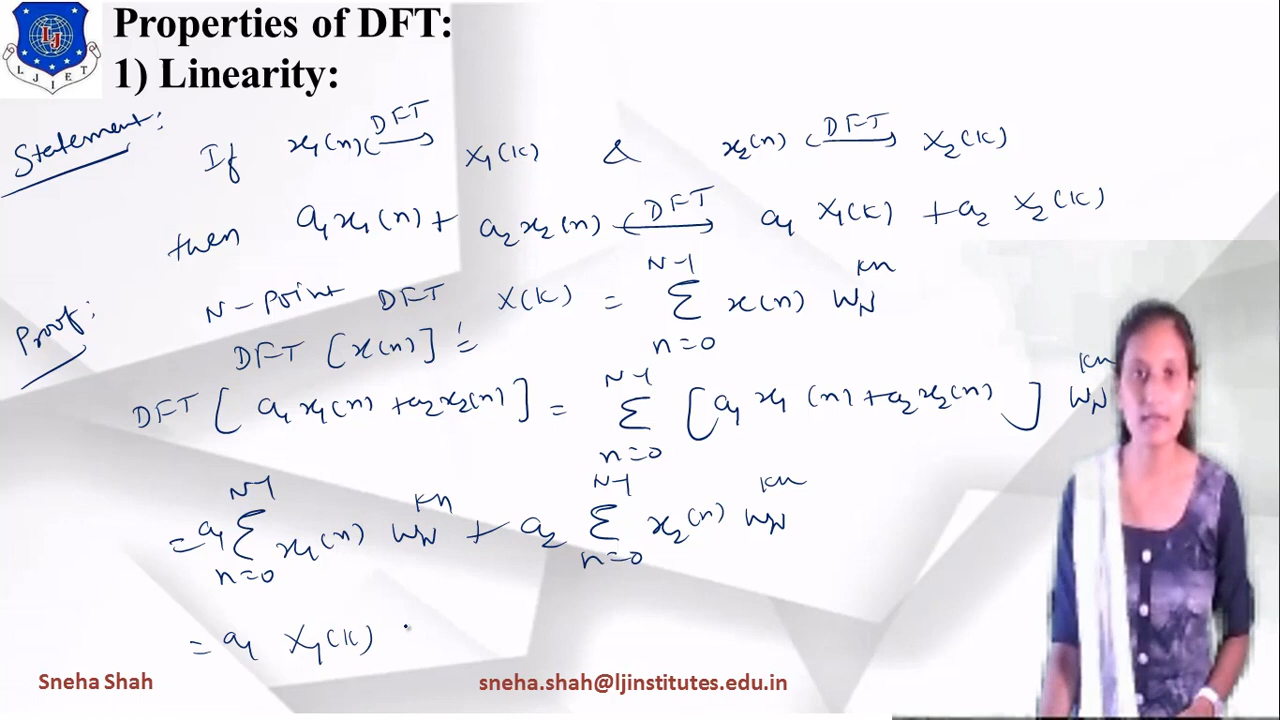 LJIET
Properties of DFT:
1) Linearity:
Statement: If x₁(n) ⟷DFT X₁(k) & x₂(n) ⟷DFT X₂(k)
then a₁x₁(n) + a₂x₂(n) ⟷DFT a₁ X₁(k) + a₂ X₂(k)
Proof: N-point DFT X(k) = Σ_{n=0}^{N-1} x(n) W_N^{kn}
DFT [x(n)] =
DFT [a₁x₁(n) + a₂x₂(n)] = Σ_{n=0}^{N-1} [a₁ x₁(n) + a₂x₂(n)] W_N^{kn}
= a₁ Σ_{n=0}^{N-1} x₁(n) W_N^{kn} + a₂ Σ_{n=0}^{N-1} x₂(n) W_N^{kn}
= a₁ X₁(k)
Sneha Shah
sneha.shah@ljinstitutes.edu.in